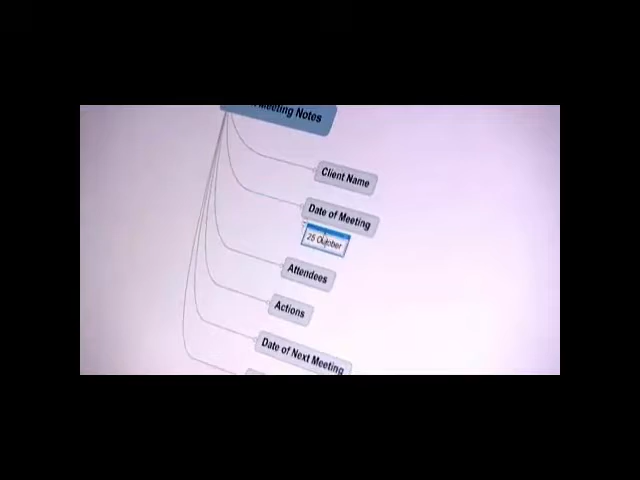 Meeting Notes
Client Name
Date of Meeting
25 October
Attendees
Actions
Date of Next Meeting